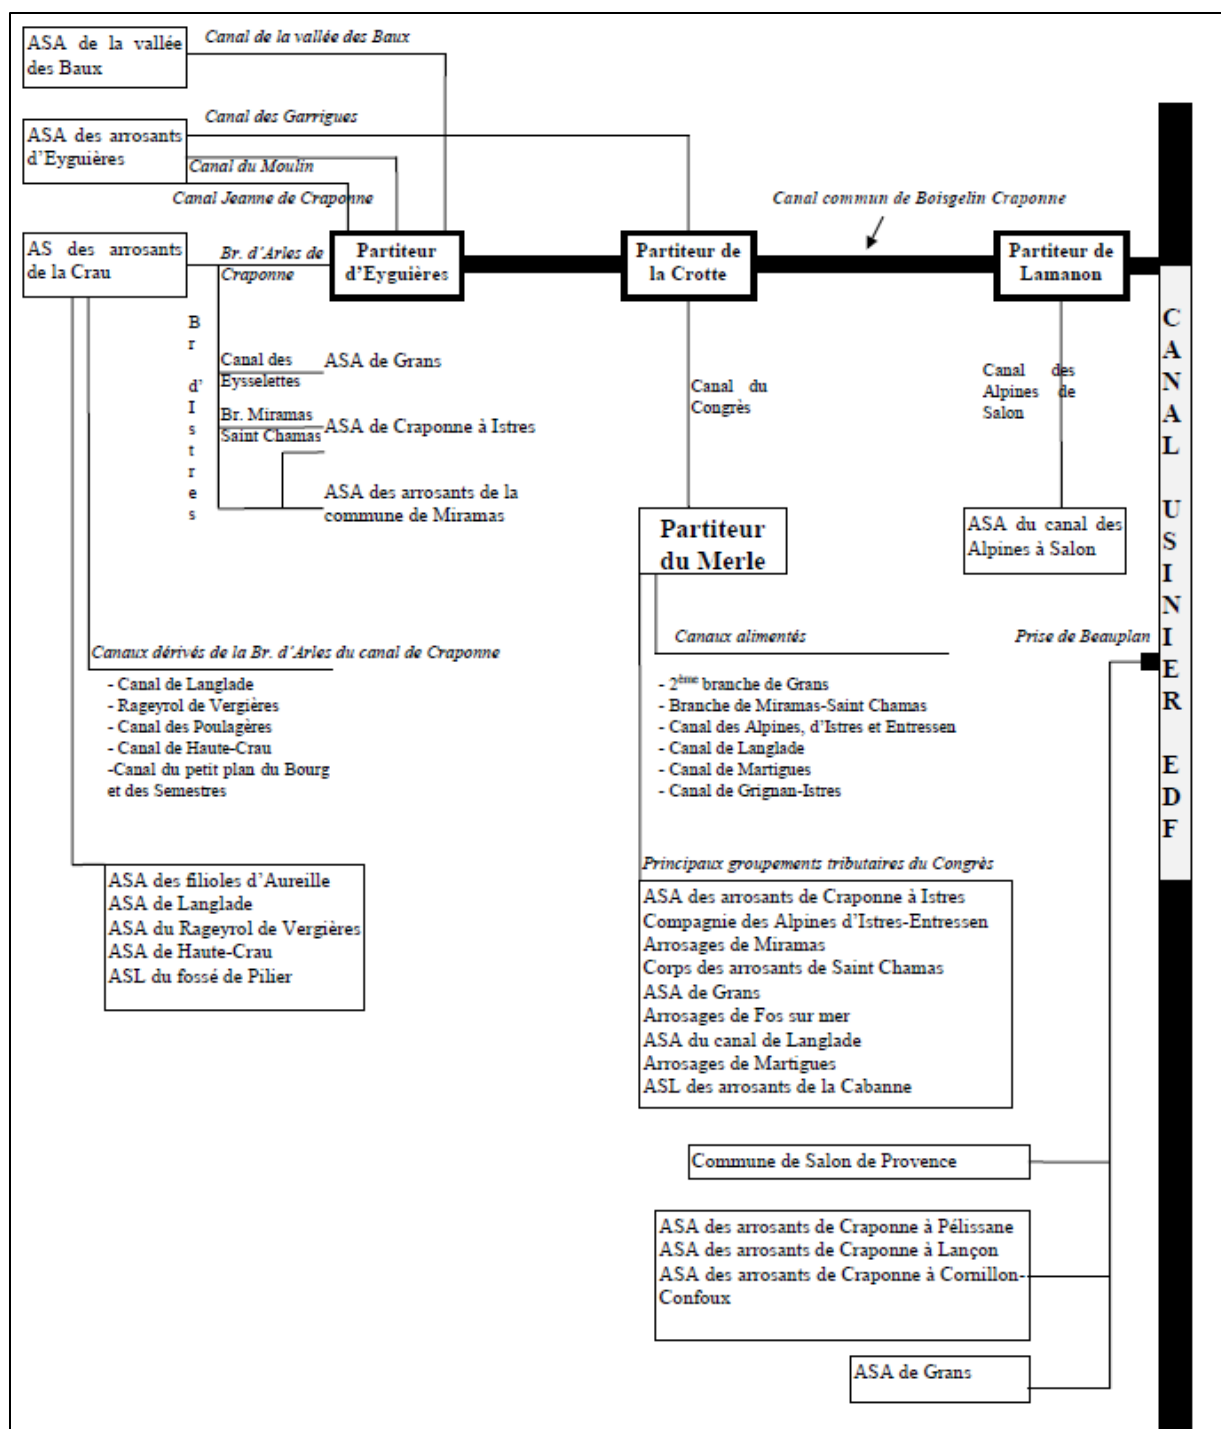 ASA de la vallée
des Baux
Canal de la vallée des Baux
ASA des arrosants
d'Eyguières
Canal des Garrigues
Canal du Moulin
Canal Jeanne de Craponne
Canal commun de Boisgelin Craponne
AS des arrosants
de la Crau
Br. d'Arles de
Craponne
Partiteur
d'Eyguières
Partiteur de
la Crotte
Partiteur de
Lamanon
Br d'Istres
Canal des
Eysselettes
ASA de Grans
Br. Miramas
Saint Chamas
ASA de Craponne à Istres
ASA des arrosants de la
commune de Miramas
Canal du
Congrès
Canal des
Alpines de
Salon
CANAL USINIER EDF
Partiteur
du Merle
ASA du canal des
Alpines à Salon
Canaux dérivés de la Br. d'Arles du canal de Craponne
- Canal de Langlade
- Rageyrol de Vergières
- Canal des Poulagères
- Canal de Haute-Crau
-Canal du petit plan du Bourg
et des Semestres
Canaux alimentés
- 2ème branche de Grans
- Branche de Miramas-Saint Chamas
- Canal des Alpines, d'Istres et Entressen
- Canal de Langlade
- Canal de Martigues
- Canal de Grignan-Istres
Prise de Beauplan
ASA des filioles d'Aureille
ASA de Langlade
ASA du Rageyrol de Vergières
ASA de Haute-Crau
ASL du fossé de Pilier
Principaux groupements tributaires du Congrès
ASA des arrosants de Craponne à Istres
Compagnie des Alpines d'Istres-Entressen
Arrosages de Miramas
Corps des arrosants de Saint Chamas
ASA de Grans
Arrosages de Fos sur mer
ASA du canal de Langlade
Arrosages de Martigues
ASL des arrosants de la Cabanne
Commune de Salon de Provence
ASA des arrosants de Craponne à Pélissane
ASA des arrosants de Craponne à Lançon
ASA des arrosants de Craponne à Cornillon-
Confoux
ASA de Grans